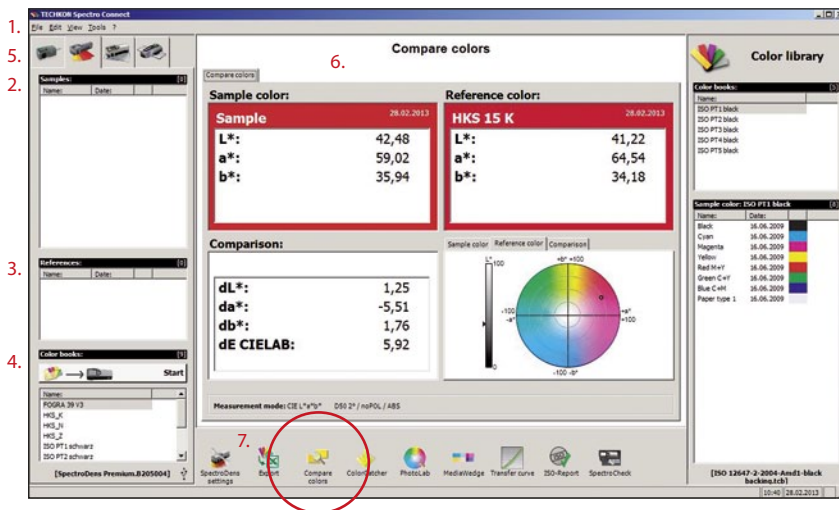 TECHKON Spectro Connect
1.
File Edit View Tools ?
5.
2.
Samples: [0]
Name: Date:
3.
References: [0]
Name: Date:
4.
Color books: [9]
Start
Name:
FOGRA 39 V3
HKS_K
HKS_N
HKS_Z
ISO PT1 schwarz
ISO PT2 schwarz
[SpectroDens Premium.B205004]
Compare colors
6.
Compare colors
Sample color:
Sample 28.02.2013
L*: 42,48
a*: 59,02
b*: 35,94
Reference color:
HKS 15 K 28.02.2013
L*: 41,22
a*: 64,54
b*: 34,18
Comparison:
dL*: 1,25
da*: -5,51
db*: 1,76
dE CIELAB: 5,92
Sample color Reference color Comparison
L*
100
0
+b* +100
-100
-a*
+a*
+100
-100 -b*
Measurement mode: CIE L*a*b* D50 2° / noPOL / ABS
7.
SpectroDens settings
Export
Compare colors
ColorCatcher
PhotoLab
MediaWedge
Transfer curve
ISO-Report
SpectroCheck
Color library
Color books: [5]
Name:
ISO PT1 black
ISO PT2 black
ISO PT3 black
ISO PT4 black
ISO PT5 black
Sample color: ISO PT1 black [8]
Name: Date:
Black 16.06.2009
Cyan 16.06.2009
Magenta 16.06.2009
Yellow 16.06.2009
Red M+Y 16.06.2009
Green C+Y 16.06.2009
Blue C+M 16.06.2009
Paper type 1 16.06.2009
[ISO 12647-2-2004-Amd1-black
backing.tcb]
10:40 28.02.2013